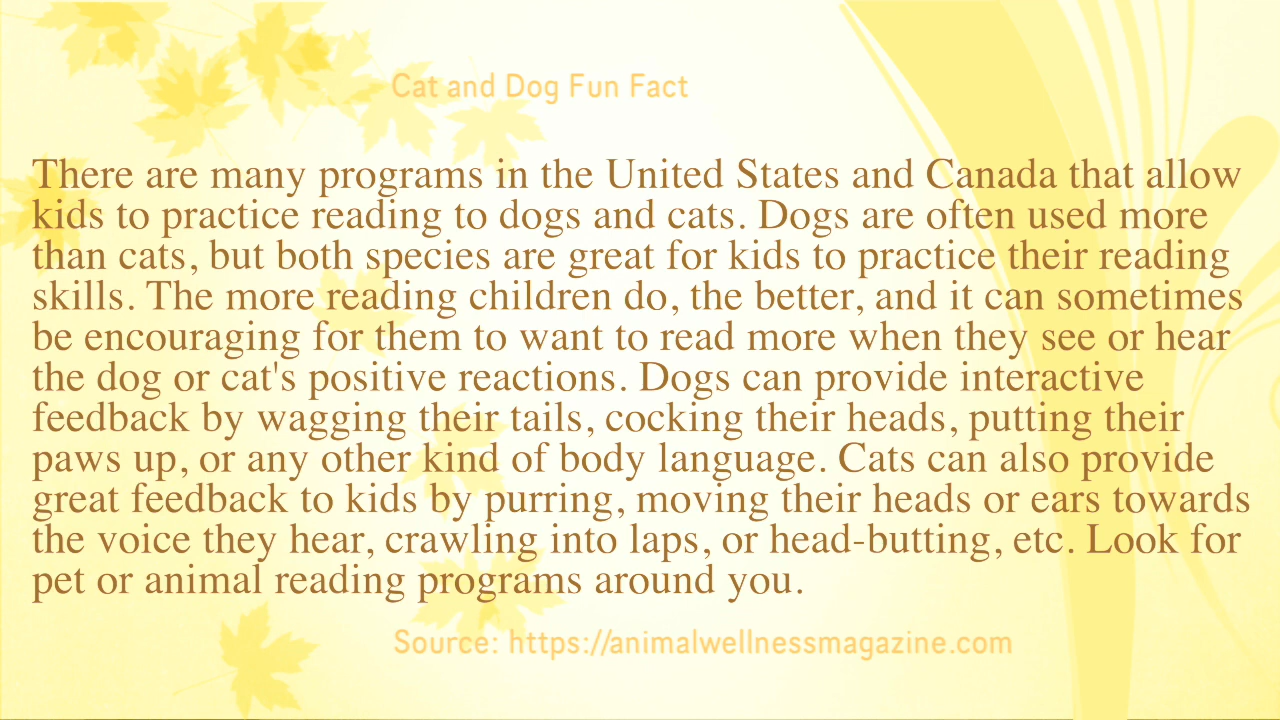 Cat and Dog Fun Fact
There are many programs in the United States and Canada that allow
kids to practice reading to dogs and cats. Dogs are often used more
than cats, but both species are great for kids to practice their reading
skills. The more reading children do, the better, and it can sometimes
be encouraging for them to want to read more when they see or hear
the dog or cat's positive reactions. Dogs can provide interactive
feedback by wagging their tails, cocking their heads, putting their
paws up, or any other kind of body language. Cats can also provide
great feedback to kids by purring, moving their heads or ears towards
the voice they hear, crawling into laps, or head-butting, etc. Look for
pet or animal reading programs around you.
Source: https://animalwellnessmagazine.com